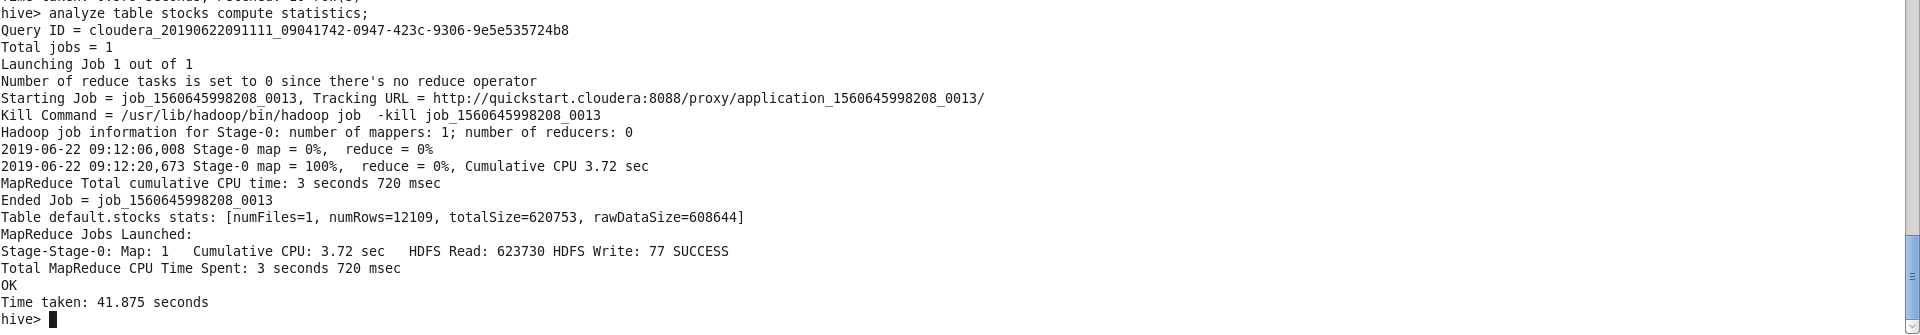 hive> analyze table stocks compute statistics;
Query ID = cloudera_20190622091111_09041742-0947-423c-9306-9e5e535724b8
Total jobs = 1
Launching Job 1 out of 1
Number of reduce tasks is set to 0 since there's no reduce operator
Starting Job = job_1560645998208_0013, Tracking URL = http://quickstart.cloudera:8088/proxy/application_1560645998208_0013/
Kill Command = /usr/lib/hadoop/bin/hadoop job  -kill job_1560645998208_0013
Hadoop job information for Stage-0: number of mappers: 1; number of reducers: 0
2019-06-22 09:12:06,008 Stage-0 map = 0%,  reduce = 0%
2019-06-22 09:12:20,673 Stage-0 map = 100%,  reduce = 0%, Cumulative CPU 3.72 sec
MapReduce Total cumulative CPU time: 3 seconds 720 msec
Ended Job = job_1560645998208_0013
Table default.stocks stats: [numFiles=1, numRows=12109, totalSize=620753, rawDataSize=608644]
MapReduce Jobs Launched:
Stage-Stage-0: Map: 1   Cumulative CPU: 3.72 sec   HDFS Read: 623730 HDFS Write: 77 SUCCESS
Total MapReduce CPU Time Spent: 3 seconds 720 msec
OK
Time taken: 41.875 seconds
hive>